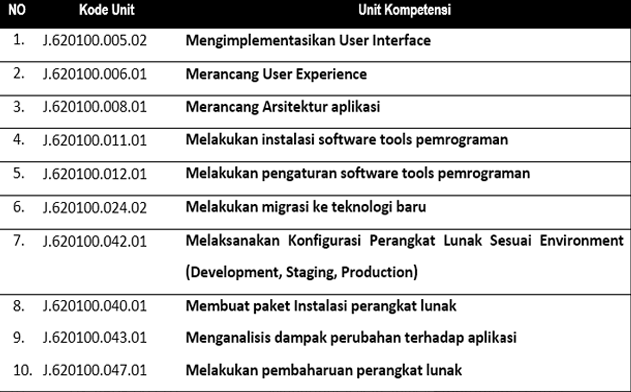 NO Kode Unit Unit Kompetensi
1. J.620100.005.02 Mengimplementasikan User Interface
2. J.620100.006.01 Merancang User Experience
3. J.620100.008.01 Merancang Arsitektur aplikasi
4. J.620100.011.01 Melakukan instalasi software tools pemrograman
5. J.620100.012.01 Melakukan pengaturan software tools pemrograman
6. J.620100.024.02 Melakukan migrasi ke teknologi baru
7. J.620100.042.01 Melaksanakan Konfigurasi Perangkat Lunak Sesuai Environment
(Development, Staging, Production)
8. J.620100.040.01 Membuat paket Instalasi perangkat lunak
9. J.620100.043.01 Menganalisis dampak perubahan terhadap aplikasi
10. J.620100.047.01 Melakukan pembaharuan perangkat lunak